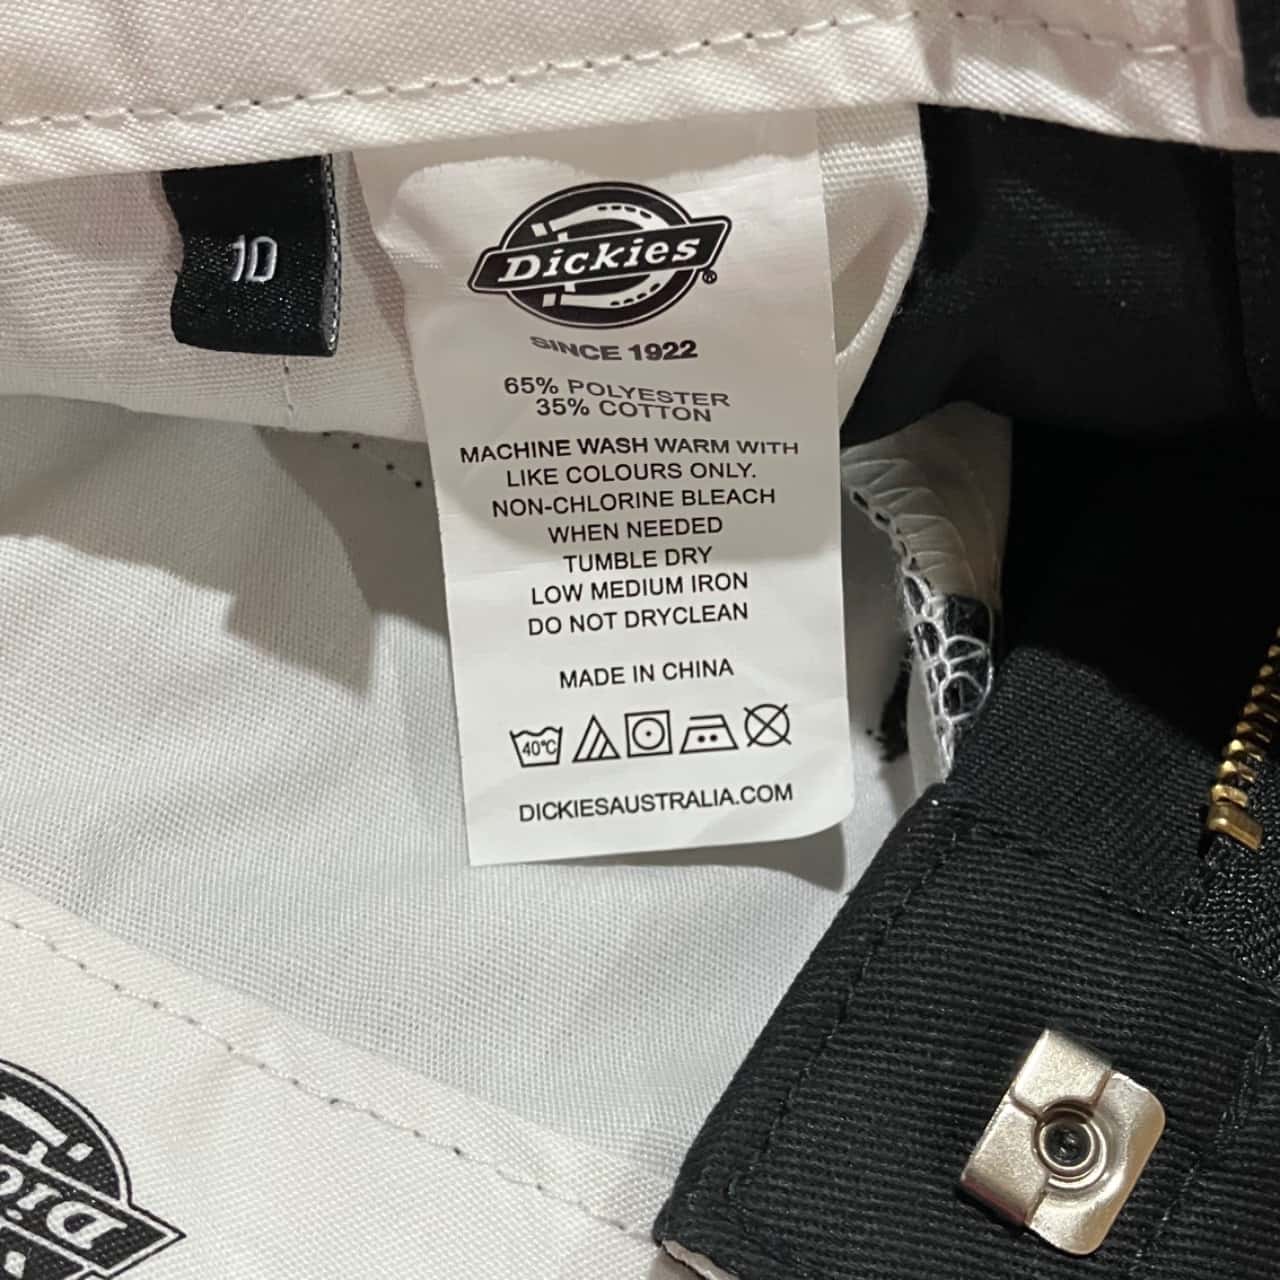 10
Dickies®
SINCE 1922
65% POLYESTER
35% COTTON
MACHINE WASH WARM WITH
LIKE COLOURS ONLY.
NON-CHLORINE BLEACH
WHEN NEEDED
TUMBLE DRY
LOW MEDIUM IRON
DO NOT DRYCLEAN
MADE IN CHINA
40°C
DICKIESAUSTRALIA.COM
Dic